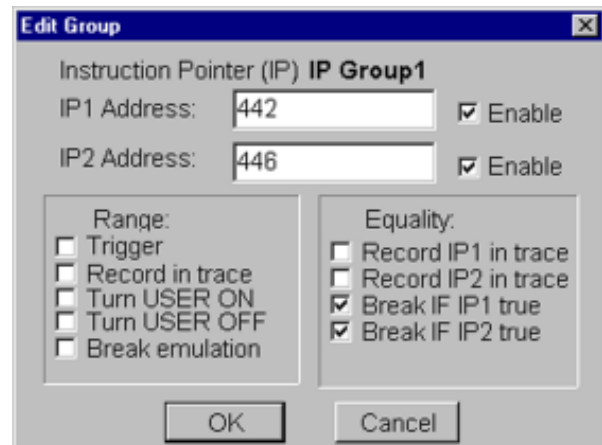 Edit Group
Instruction Pointer (IP) IP Group1
IP1 Address: 442 Enable
IP2 Address: 446 Enable
Range:
Trigger
Record in trace
Turn USER ON
Turn USER OFF
Break emulation
Equality:
Record IP1 in trace
Record IP2 in trace
Break IF IP1 true
Break IF IP2 true
OK Cancel